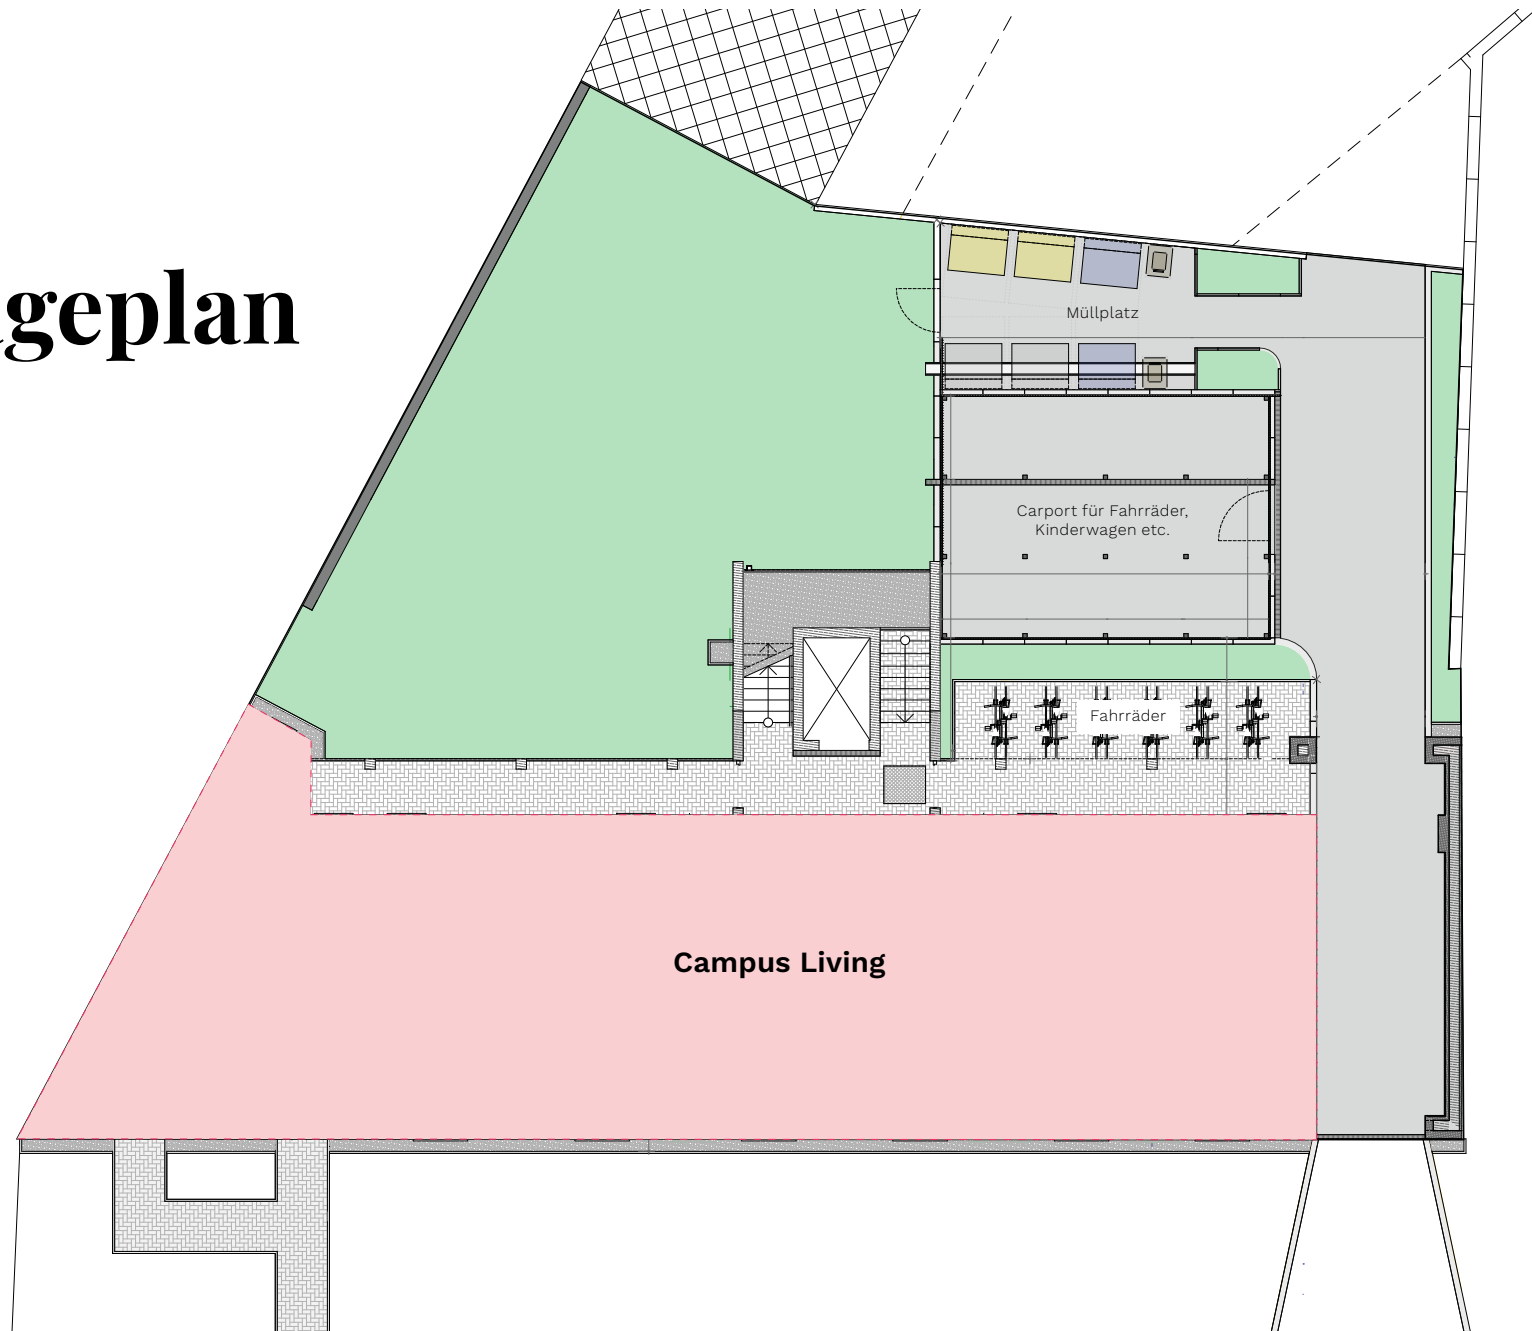 geplan
Müllplatz
Carport für Fahrräder,
Kinderwagen etc.
Fahrräder
Campus Living